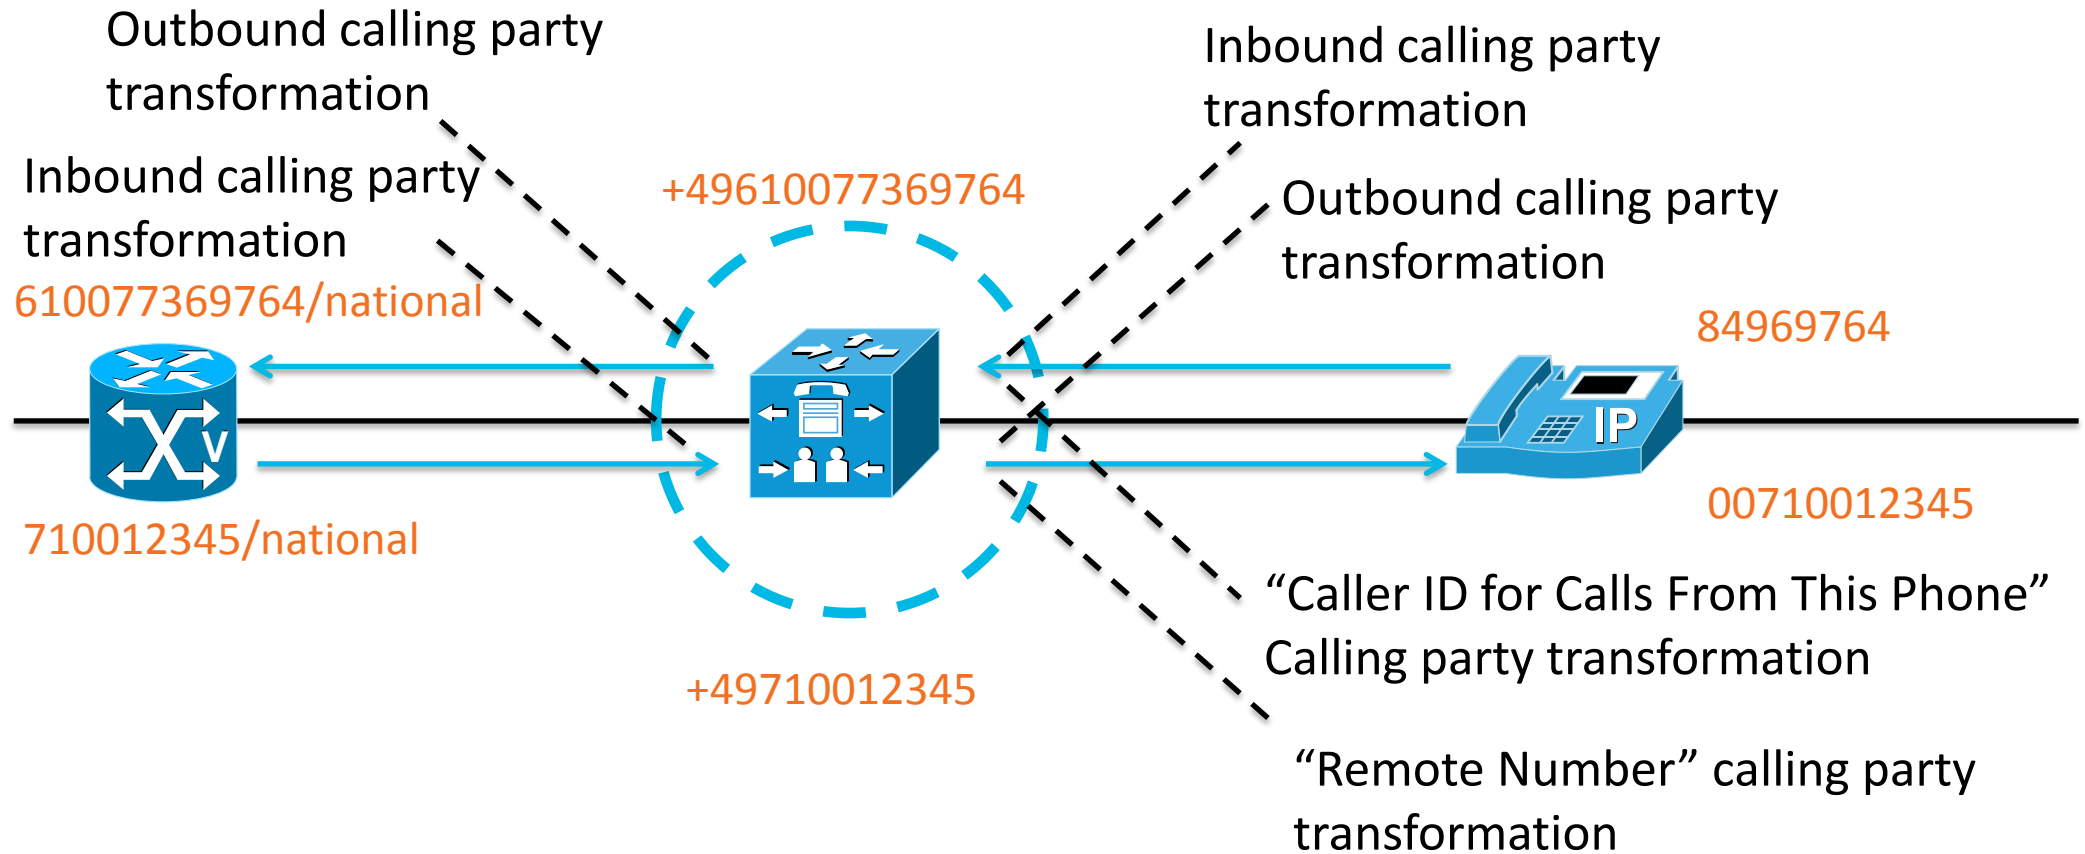 Outbound calling party
transformation
Inbound calling party
transformation
610077369764/national
710012345/national
+49610077369764
+49710012345
V
Inbound calling party
transformation
Outbound calling party
transformation
84969764
IP
00710012345
“Caller ID for Calls From This Phone”
Calling party transformation
“Remote Number” calling party
transformation